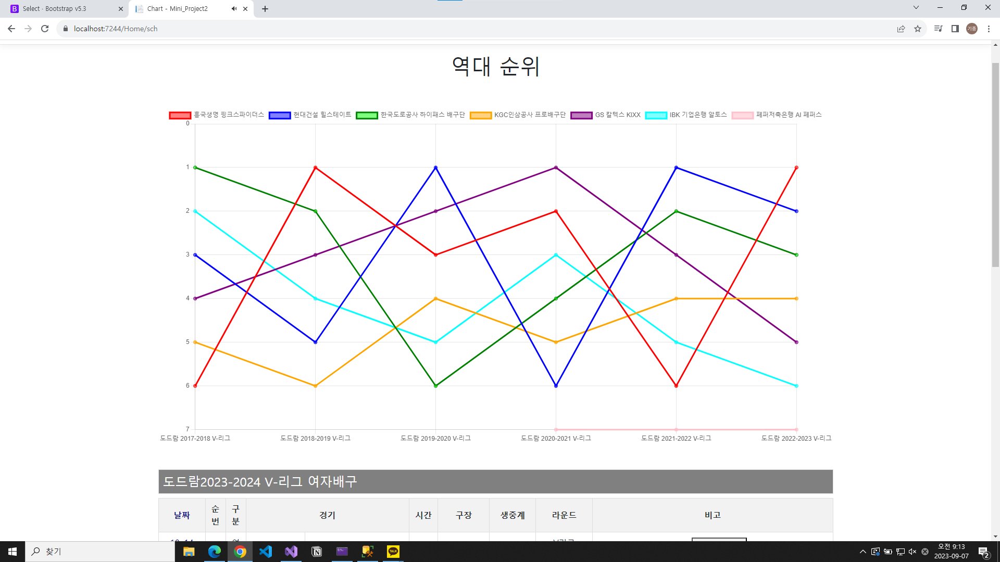 Select · Bootstrap v5.3
Chart - Mini_Project2
localhost:7244/Home/sch
기종
역대 순위
흥국생명 핑크스파이더스 현대건설 힐스테이트 한국도로공사 하이패스 배구단 KGC인삼공사 프로배구단 GS 칼텍스 KIXX IBK 기업은행 알토스 페퍼저축은행 AI 페퍼스
0
1
2
3
4
5
6
7
도드람 2017-2018 V-리그 도드람 2018-2019 V-리그 도드람 2019-2020 V-리그 도드람 2020-2021 V-리그 도드람 2021-2022 V-리그 도드람 2022-2023 V-리그
도드람2023-2024 V-리그 여자배구
날짜 순번 구분 경기 시간 구장 생중계 라운드 비고
찾기
TALK
오전 9:13
2023-09-07
2